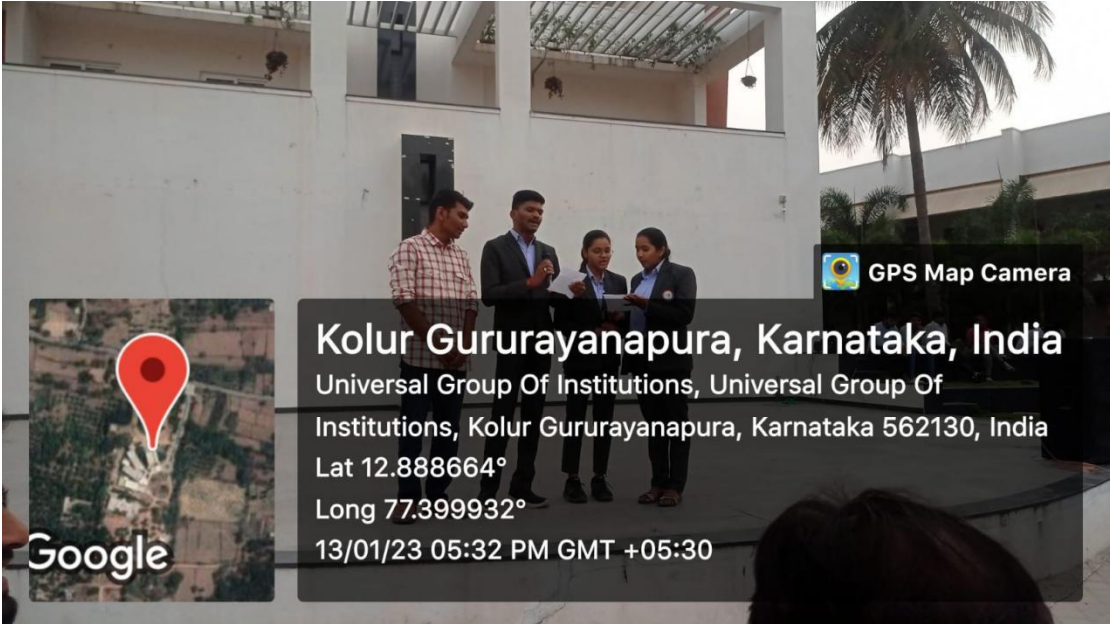 GPS Map Camera
Kolur Gururayanapura, Karnataka, India
Universal Group Of Institutions, Universal Group Of
Institutions, Kolur Gururayanapura, Karnataka 562130, India
Lat 12.888664°
Long 77.399932°
13/01/23 05:32 PM GMT +05:30
Google